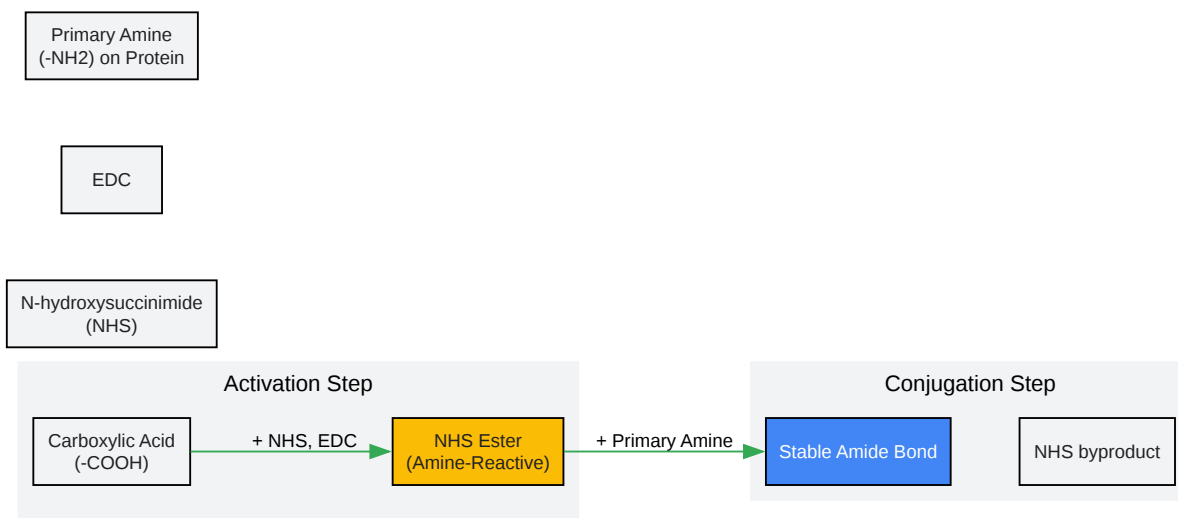 Primary Amine
(-NH2) on Protein
EDC
N-hydroxysuccinimide
(NHS)
Activation Step
Carboxylic Acid
(-COOH)
+ NHS, EDC
NHS Ester
(Amine-Reactive)
+ Primary Amine
Conjugation Step
Stable Amide Bond
NHS byproduct